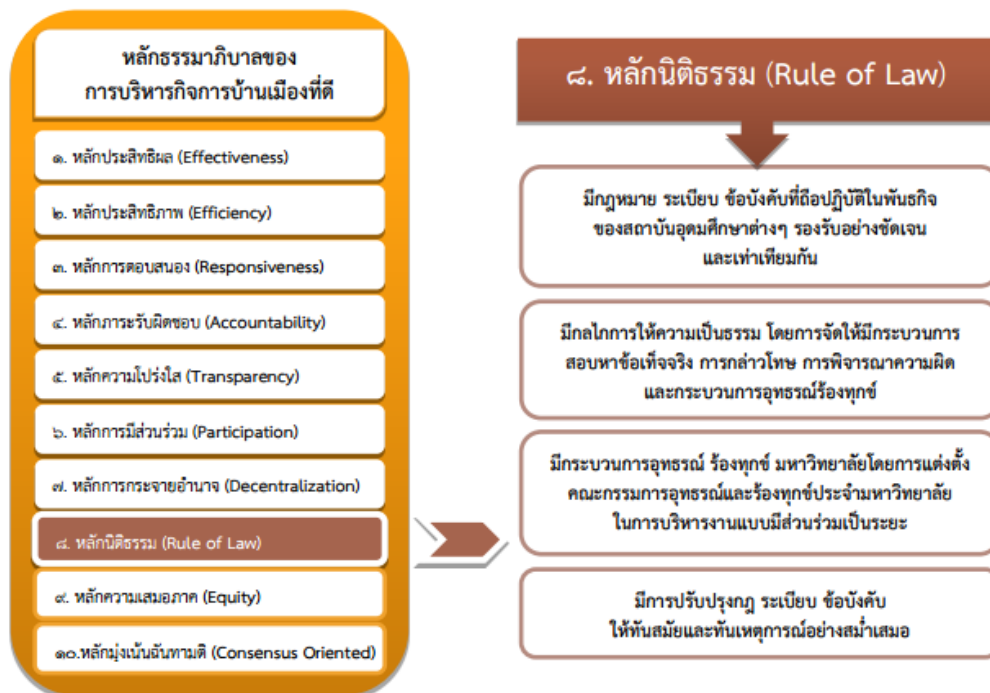 หลักธรรมาภิบาลของ
การบริหารกิจการบ้านเมืองที่ดี
๑. หลักประสิทธิผล (Effectiveness)
๒. หลักประสิทธิภาพ (Efficiency)
๓. หลักการตอบสนอง (Responsiveness)
๔. หลักภาระรับผิดชอบ (Accountability)
๕. หลักความโปร่งใส (Transparency)
๖. หลักการมีส่วนร่วม (Participation)
๗. หลักการกระจายอำนาจ (Decentralization)
๘. หลักนิติธรรม (Rule of Law)
๙. หลักความเสมอภาค (Equity)
๑๐.หลักมุ่งเน้นฉันทามติ (Consensus Oriented)
๘. หลักนิติธรรม (Rule of Law)
มีกฎหมาย ระเบียบ ข้อบังคับที่ถือปฏิบัติในพันธกิจ
ของสถาบันอุดมศึกษาต่างๆ รองรับอย่างชัดเจน
และเท่าเทียมกัน
มีกลไกการให้ความเป็นธรรม โดยการจัดให้มีกระบวนการ
สอบหาข้อเท็จจริง การกล่าวโทษ การพิจารณาความผิด
และกระบวนการอุทธรณ์ร้องทุกข์
มีกระบวนการอุทธรณ์ ร้องทุกข์ มหาวิทยาลัยโดยการแต่งตั้ง
คณะกรรมการอุทธรณ์และร้องทุกข์ประจำมหาวิทยาลัย
ในการบริหารงานแบบมีส่วนร่วมเป็นระยะ
มีการปรับปรุงกฎ ระเบียบ ข้อบังคับ
ให้ทันสมัยและทันเหตุการณ์อย่างสม่ำเสมอ